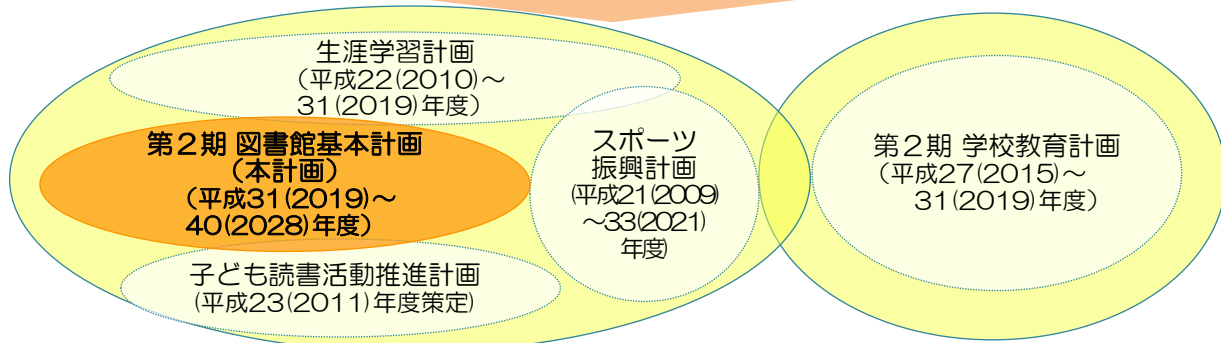 生涯学習計画
（平成22(2010)～
31(2019)年度）
第２期 図書館基本計画
（本計画）
（平成31(2019)～
40(2028)年度）
子ども読書活動推進計画
(平成23(2011)年度策定)
スポーツ
振興計画
(平成21(2009)
～33(2021)
年度)
第２期 学校教育計画
（平成27(2015)～
31(2019)年度）